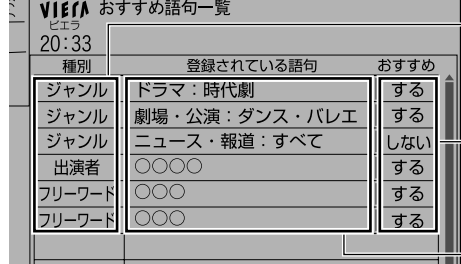 VIERA おすすめ語句一覧
ビエラ
20:33
種別 登録されている語句 おすすめ
ジャンル ドラマ：時代劇 する
ジャンル 劇場・公演：ダンス・バレエ する
ジャンル ニュース・報道：すべて しない
出演者 ○○○○ する
フリーワード ○○○ する
フリーワード ○○○ する